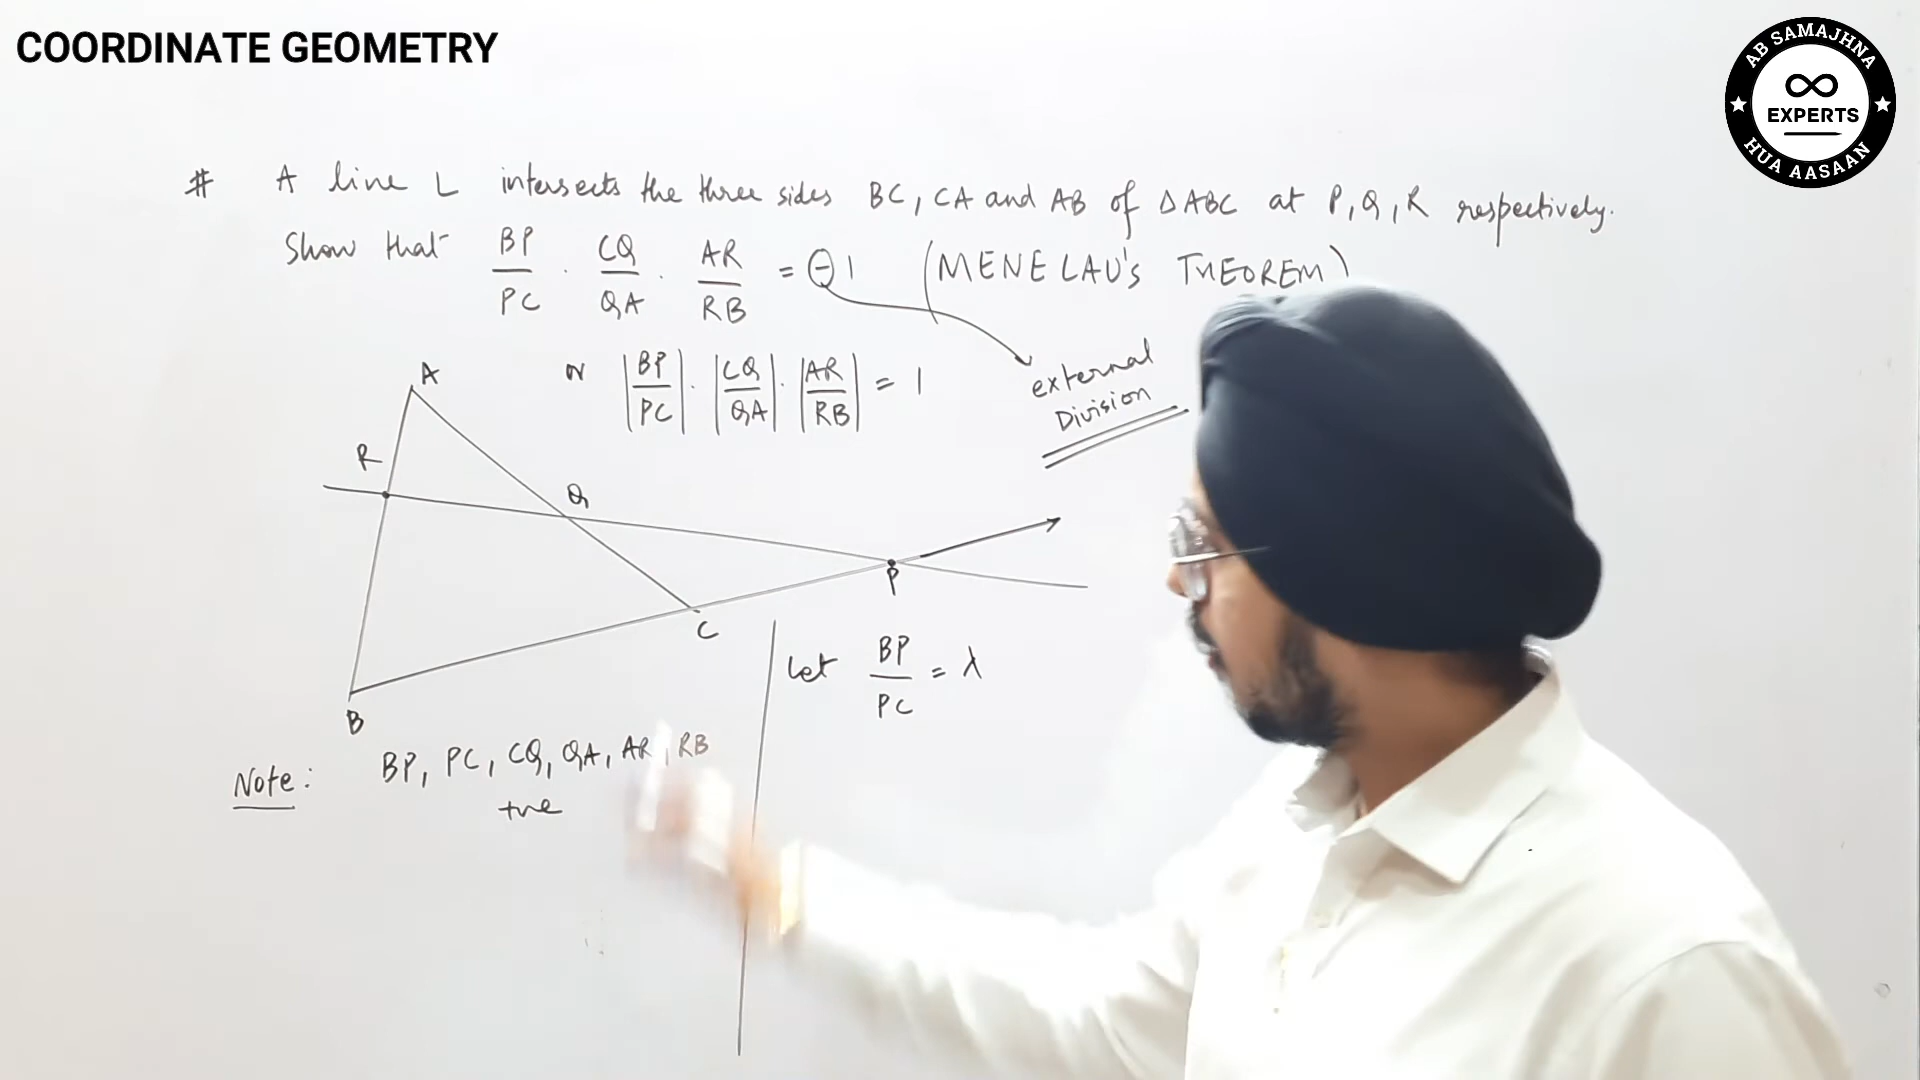 COORDINATE GEOMETRY
AB SAMAJHNA
∞
EXPERTS
HUA AASAAN
# A line L intersects the three sides BC, CA and AB of ΔABC at P, Q, R respectively.
Show that BP/PC . CQ/QA . AR/RB = -1 (MENELAU's THEOREM)
or |BP/PC| . |CQ/QA| . |AR/RB| = 1
external
Division
A
R
Q
P
C
B
Let BP/PC = λ
Note: BP, PC, CQ, QA, AR, RB
+ve